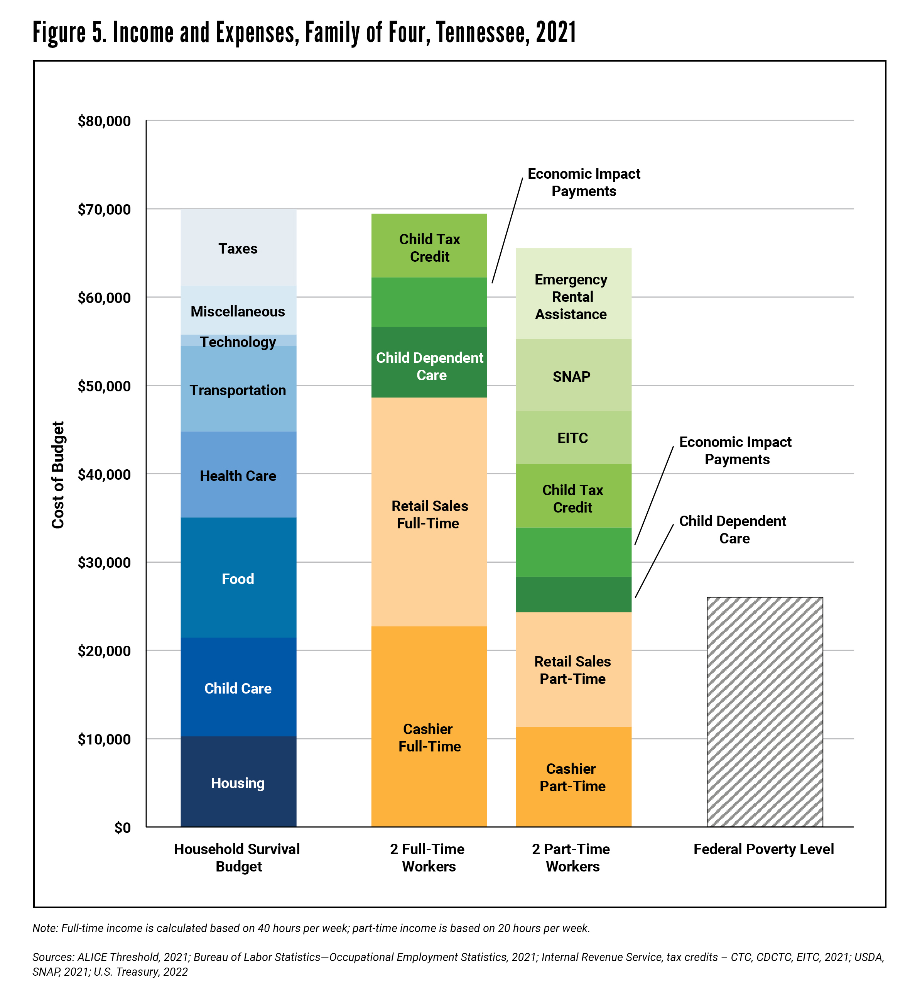 Figure 5. Income and Expenses, Family of Four, Tennessee, 2021
$80,000
$70,000
$60,000
$50,000
$40,000
$30,000
$20,000
$10,000
$0
Cost of Budget
Taxes
Miscellaneous
Technology
Transportation
Health Care
Food
Child Care
Housing
Household Survival
Budget
Economic Impact
Payments
Child Tax
Credit
Child Dependent
Care
Retail Sales
Full-Time
Cashier
Full-Time
2 Full-Time
Workers
Emergency
Rental
Assistance
SNAP
EITC
Child Tax
Credit
Economic Impact
Payments
Child Dependent
Care
Retail Sales
Part-Time
Cashier
Part-Time
2 Part-Time
Workers
Federal Poverty Level
Note: Full-time income is calculated based on 40 hours per week; part-time income is based on 20 hours per week.
Sources: ALICE Threshold, 2021; Bureau of Labor Statistics—Occupational Employment Statistics, 2021; Internal Revenue Service, tax credits – CTC, CDCTC, EITC, 2021; USDA,
SNAP, 2021; U.S. Treasury, 2022